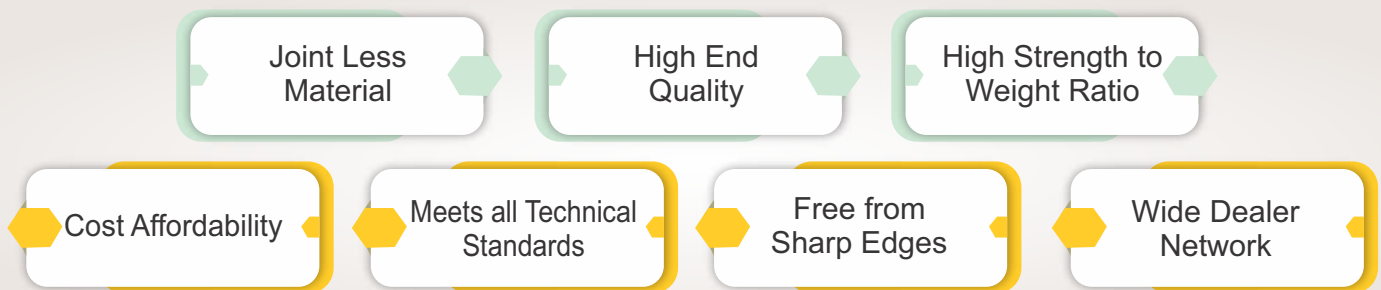 Joint Less
Material
High End
Quality
High Strength to
Weight Ratio
Cost Affordability
Meets all Technical
Standards
Free from
Sharp Edges
Wide Dealer
Network